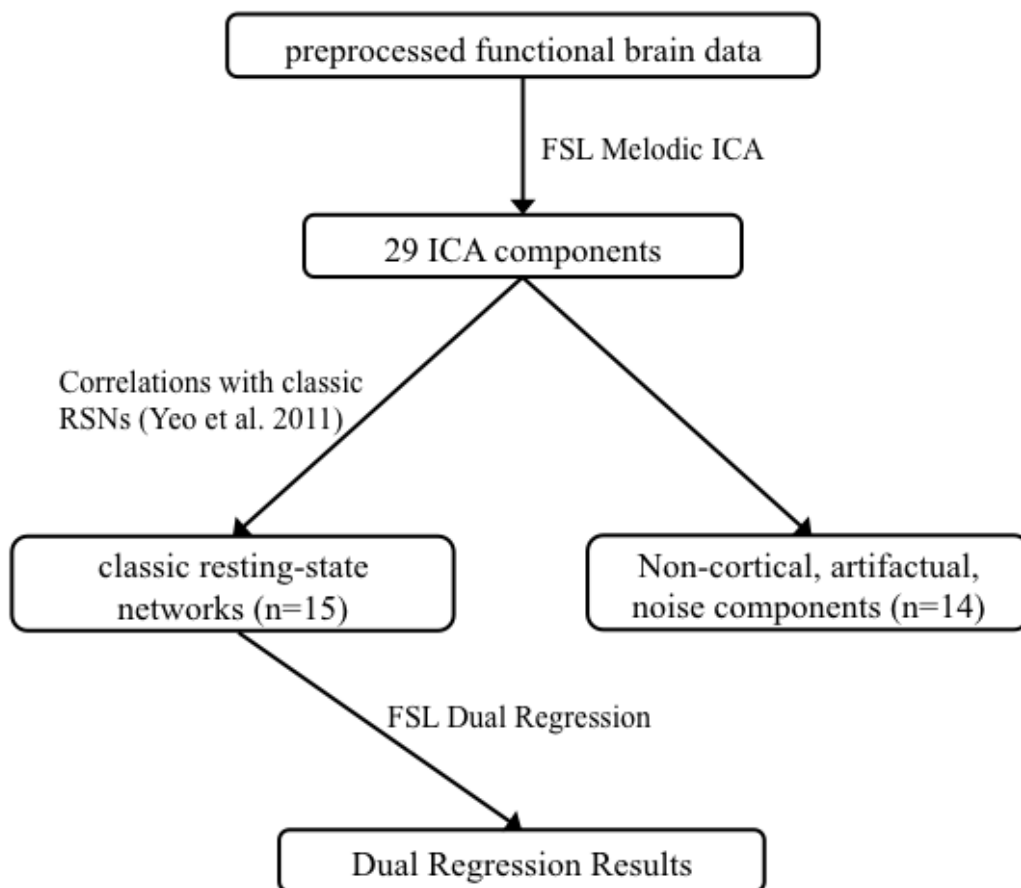 preprocessed functional brain data
FSL Melodic ICA
29 ICA components
Correlations with classic
RSNs (Yeo et al. 2011)
classic resting-state
networks (n=15)
Non-cortical, artifactual,
noise components (n=14)
FSL Dual Regression
Dual Regression Results